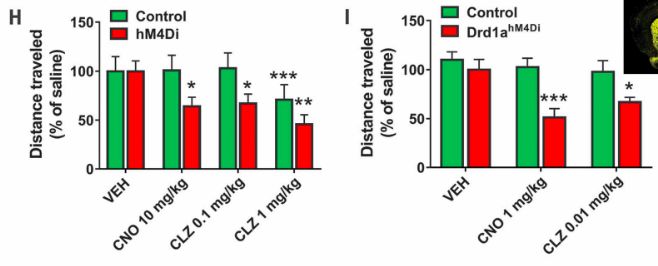 H
Control
hM4Di
Distance traveled
(% of saline)
150
100
50
0
*
*
***
**
VEH
CNO 10 mg/kg
CLZ 0.1 mg/kg
CLZ 1 mg/kg
I
Control
Drd1a^hM4Di
Distance traveled
(% of saline)
150
100
50
0
***
*
VEH
CNO 1 mg/kg
CLZ 0.01 mg/kg